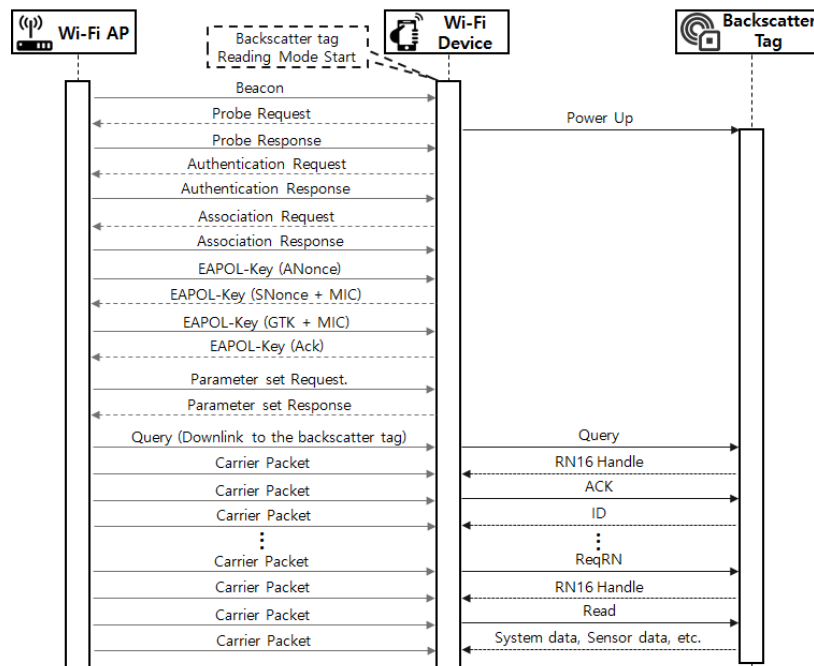 Wi-Fi AP
Backscatter tag
Reading Mode Start
Wi-Fi
Device
Backscatter
Tag
Beacon
Probe Request
Power Up
Probe Response
Authentication Request
Authentication Response
Association Request
Association Response
EAPOL-Key (ANonce)
EAPOL-Key (SNonce + MIC)
EAPOL-Key (GTK + MIC)
EAPOL-Key (Ack)
Parameter set Request.
Parameter set Response
Query (Downlink to the backscatter tag)
Query
Carrier Packet
RN16 Handle
Carrier Packet
ACK
Carrier Packet
ID
Carrier Packet
ReqRN
Carrier Packet
RN16 Handle
Carrier Packet
Read
Carrier Packet
System data, Sensor data, etc.